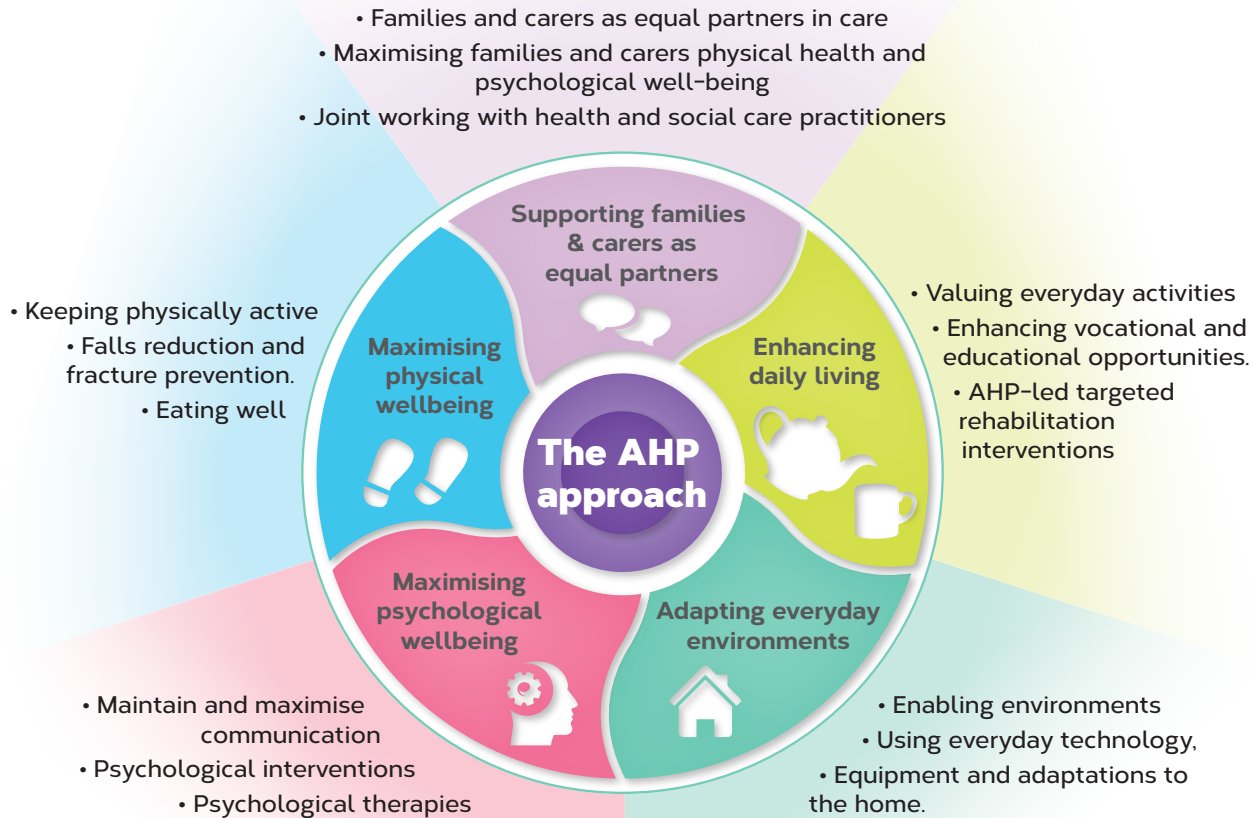 • Families and carers as equal partners in care
• Maximising families and carers physical health and
psychological well-being
• Joint working with health and social care practitioners
Supporting families
& carers as
equal partners
• Keeping physically active
• Falls reduction and
fracture prevention.
• Eating well
Maximising
physical
wellbeing
Enhancing
daily living
• Valuing everyday activities
• Enhancing vocational and
educational opportunities.
• AHP-led targeted
rehabilitation
interventions
The AHP
approach
Maximising
psychological
wellbeing
Adapting everyday
environments
• Maintain and maximise
communication
• Psychological interventions
• Psychological therapies
• Enabling environments
• Using everyday technology,
• Equipment and adaptations to
the home.